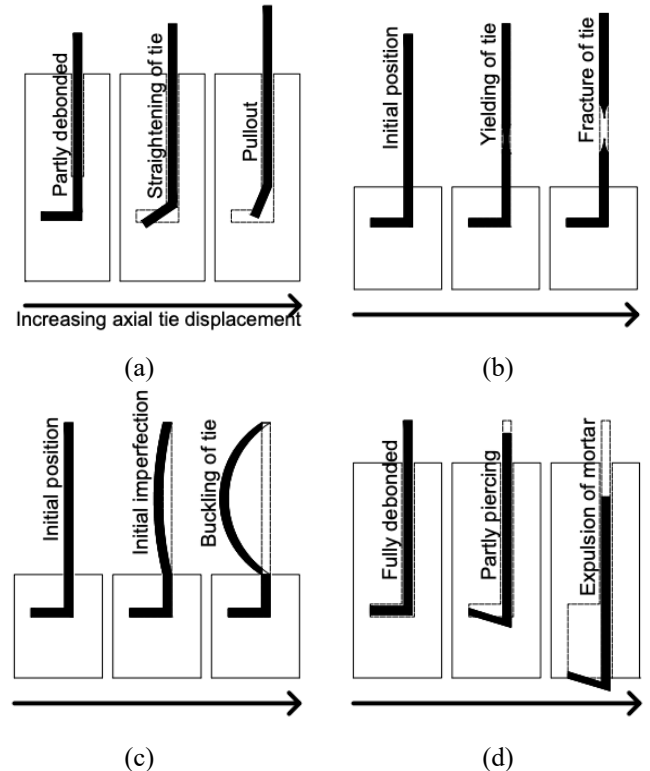 Partly debonded
Straightening of tie
Pullout
Increasing axial tie displacement
(a)
Initial position
Yielding of tie
Fracture of tie
(b)
Initial position
Initial imperfection
Buckling of tie
(c)
Fully debonded
Partly piercing
Expulsion of mortar
(d)